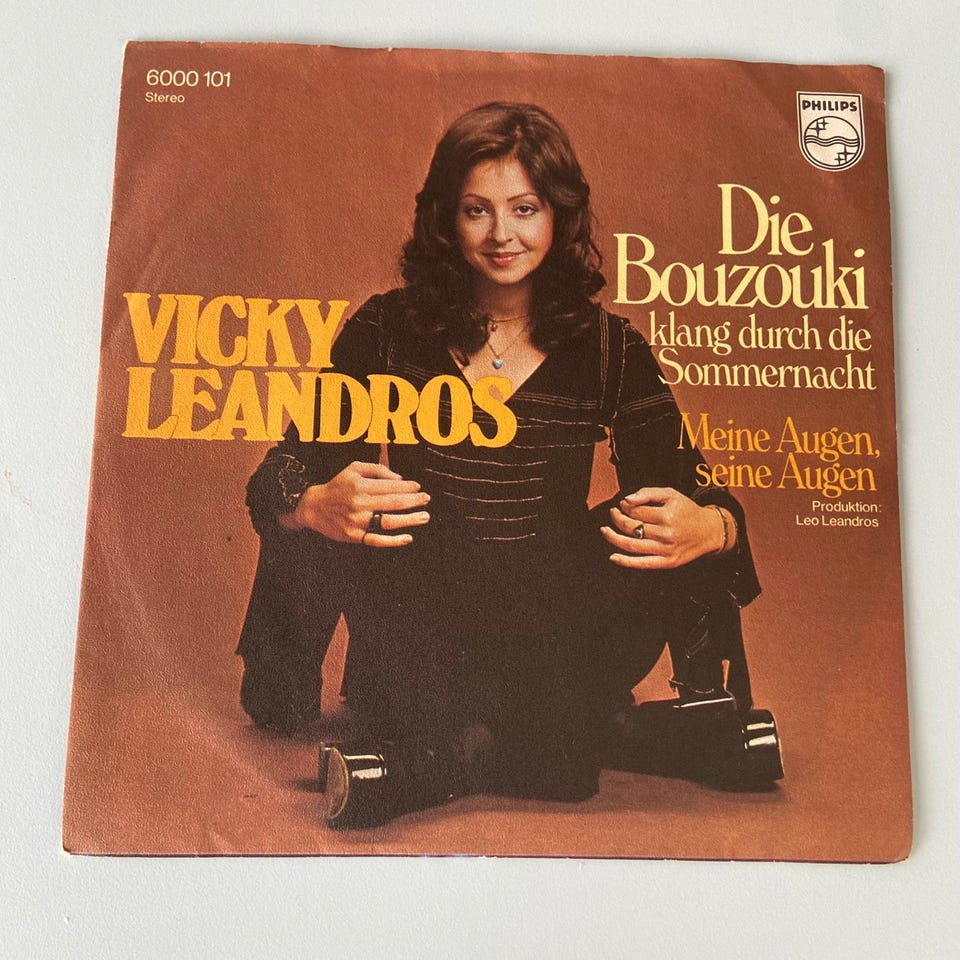 6000 101
Stereo
PHILIPS
VICKY
LEANDROS
Die
Bouzouki
klang durch die
Sommernacht
Meine Augen,
seine Augen
Produktion:
Leo Leandros